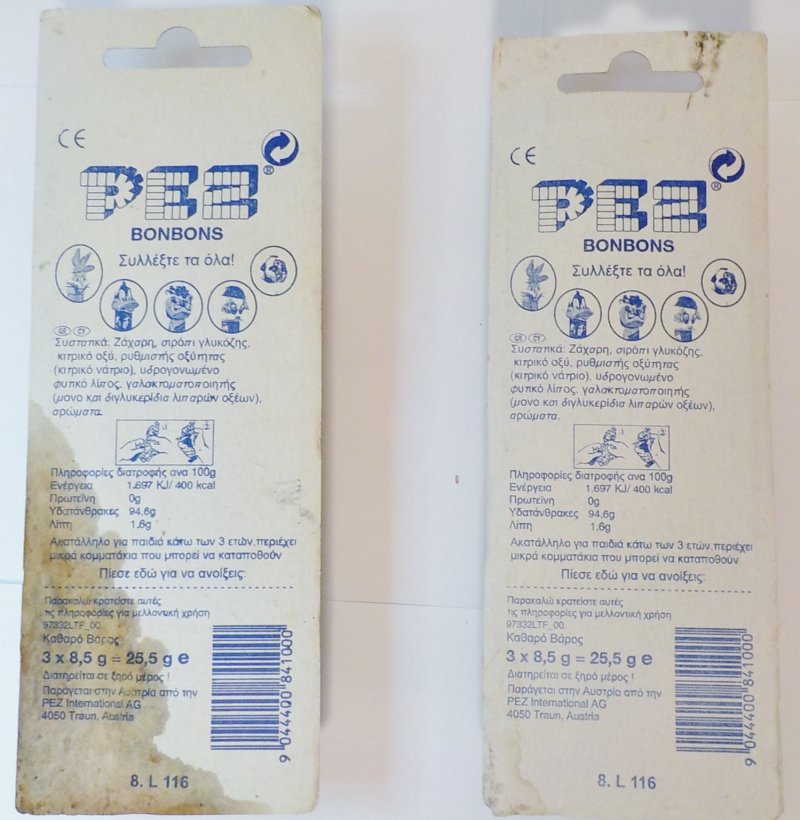 CE
PEZ®
BONBONS
Συλλέξτε τα όλα!
GR CY
Συστατικά: Ζάχαρη, σιρόπι γλυκόζης,
κιτρικό οξύ, ρυθμιστής οξύτητας
(κιτρικό νάτριο), υδρογονωμένο
φυτικό λίπος, γαλακτοματοποιητής
(μονο και διγλυκερίδια λιπαρών οξέων),
αρώματα.
Πληροφορίες διατροφής ανα 100g
Ενέργεια 1.697 KJ/ 400 kcal
Πρωτεϊνη 0g
Υδατάνθρακες 94,6g
Λίπη 1,6g
Ακατάλληλο για παιδιά κάτω των 3 ετών,περιέχει
μικρά κομματάκια που μπορεί να καταποθούν
Πίεσε εδώ για να ανοίξεις:
Παρακαλώ κρατείστε αυτές
τις πληροφορίες για μελλοντική χρήση
97332LTF_00
Καθαρό Βάρος
3 x 8,5 g = 25,5 g e
Διατηρείται σε ξηρό μέρος !
Παράγεται στην Αυστρία από την
PEZ International AG
4050 Traun, Austria
9 044400 841000
8. L 116
CE
PEZ®
BONBONS
Συλλέξτε τα όλα!
GR CY
Συστατικά: Ζάχαρη, σιρόπι γλυκόζης,
κιτρικό οξύ, ρυθμιστής οξύτητας
(κιτρικό νάτριο), υδρογονωμένο
φυτικό λίπος, γαλακτοματοποιητής
(μονο και διγλυκερίδια λιπαρών οξέων),
αρώματα.
Πληροφορίες διατροφής ανα 100g
Ενέργεια 1.697 KJ/ 400 kcal
Πρωτεϊνη 0g
Υδατάνθρακες 94,6g
Λίπη 1,6g
Ακατάλληλο για παιδιά κάτω των 3 ετών,περιέχει
μικρά κομματάκια που μπορεί να καταποθούν
Πίεσε εδώ για να ανοίξεις:
Παρακαλώ κρατείστε αυτές
τις πληροφορίες για μελλοντική χρήση
97332LTF_00
Καθαρό Βάρος
3 x 8,5 g = 25,5 g e
Διατηρείται σε ξηρό μέρος !
Παράγεται στην Αυστρία από την
PEZ International AG
4050 Traun, Austria
9 044400 841000
8. L 116